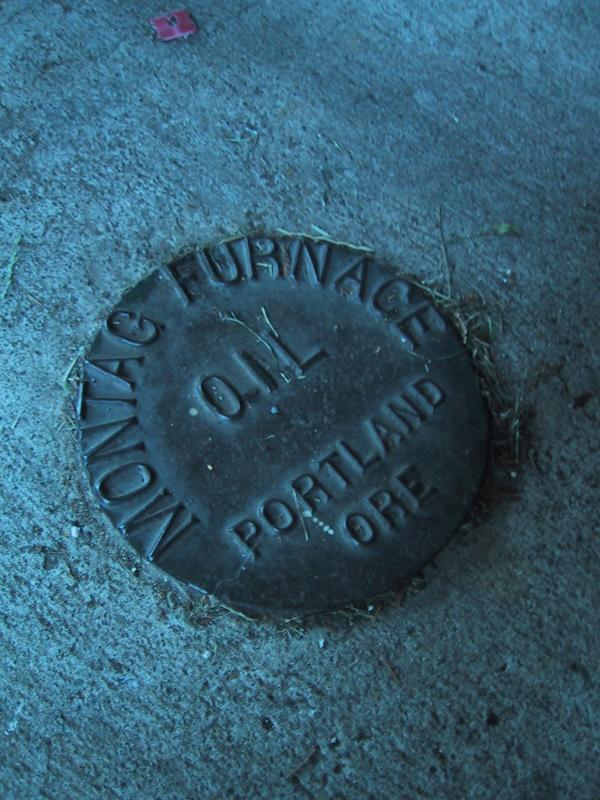 MONTAG FURNACE
OIL
PORTLAND
ORE